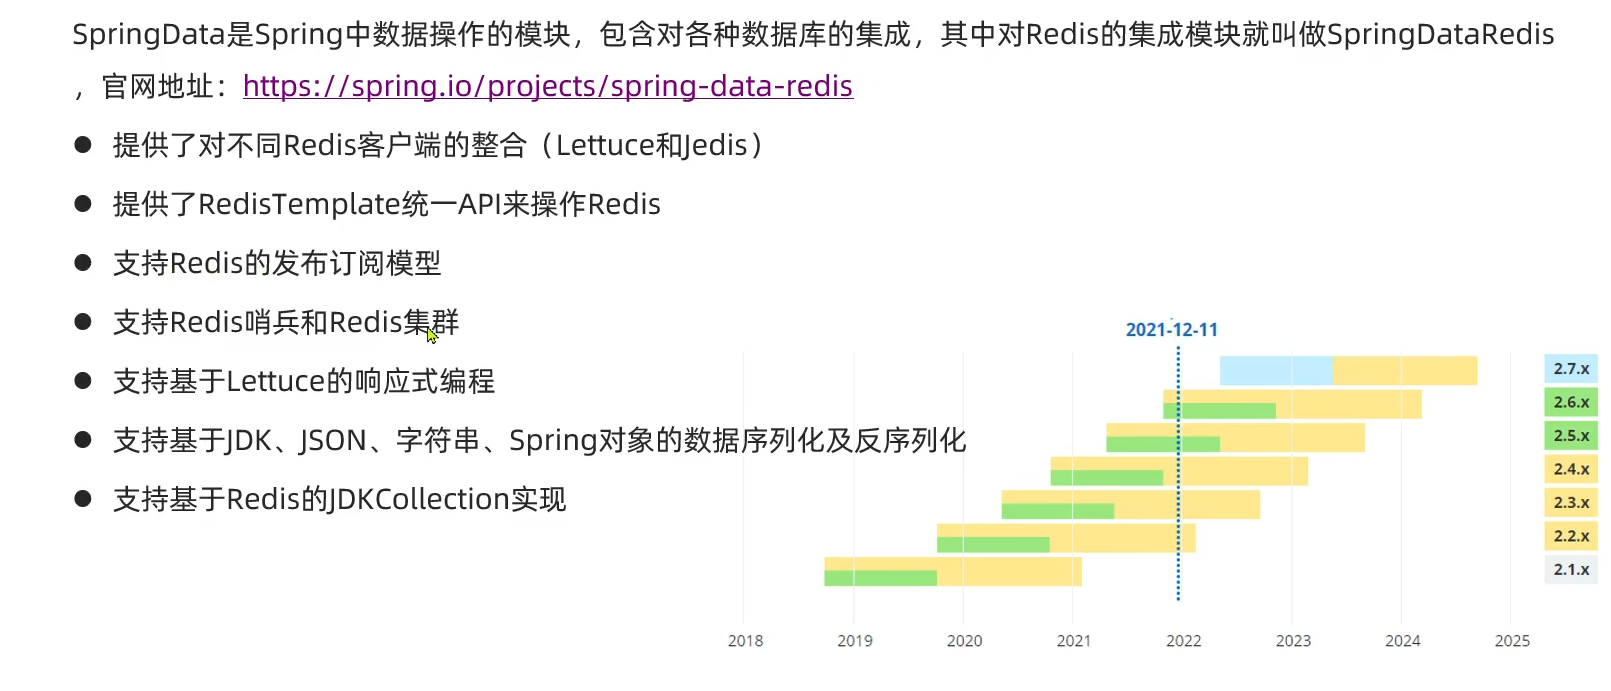 SpringData是Spring中数据操作的模块，包含对各种数据库的集成，其中对Redis的集成模块就叫做SpringDataRedis
，官网地址：https://spring.io/projects/spring-data-redis
● 提供了对不同Redis客户端的整合（Lettuce和Jedis）
● 提供了RedisTemplate统一API来操作Redis
● 支持Redis的发布订阅模型
● 支持Redis哨兵和Redis集群
● 支持基于Lettuce的响应式编程
● 支持基于JDK、JSON、字符串、Spring对象的数据序列化及反序列化
● 支持基于Redis的JDKCollection实现
2021-12-11
2.7.x
2.6.x
2.5.x
2.4.x
2.3.x
2.2.x
2.1.x
2018 2019 2020 2021 2022 2023 2024 2025